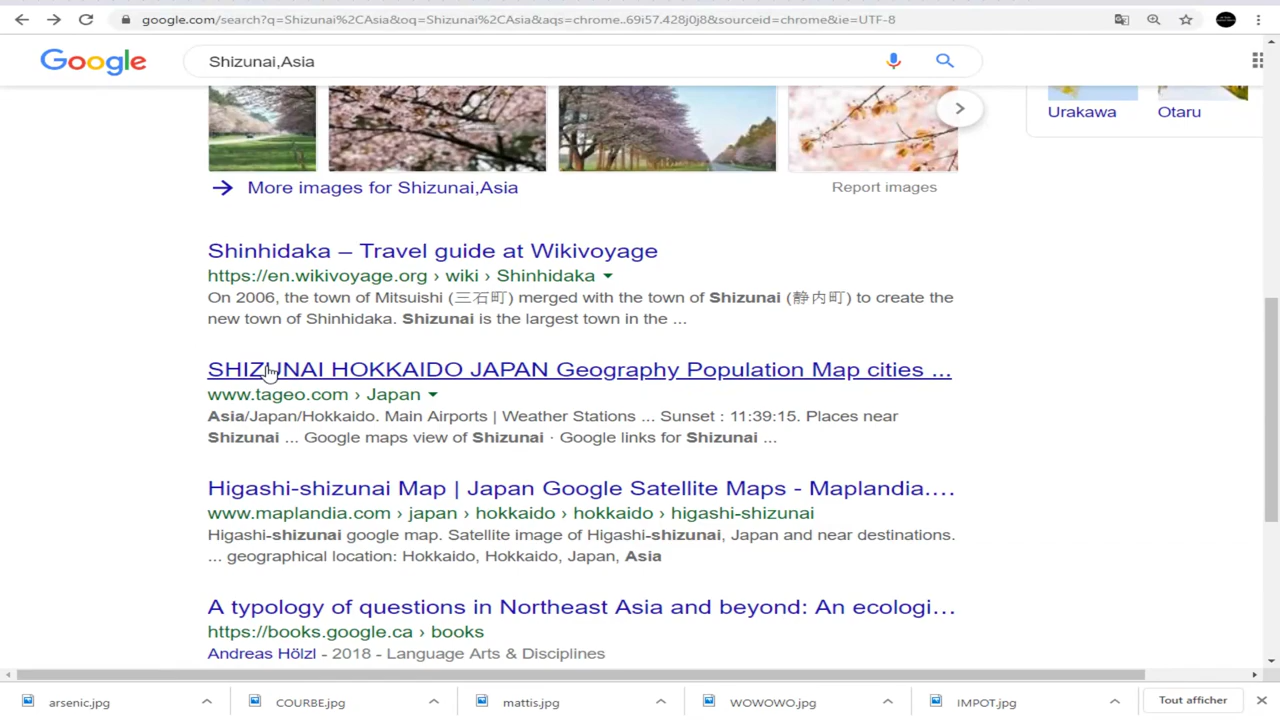 google.com/search?q=Shizunai%2CAsia&oq=Shizunai%2CAsia&aqs=chrome..69i57.428j0j8&sourceid=chrome&ie=UTF-8
Google
Shizunai,Asia
Urakawa
Otaru
More images for Shizunai,Asia
Report images
Shinhidaka – Travel guide at Wikivoyage
https://en.wikivoyage.org › wiki › Shinhidaka
On 2006, the town of Mitsuishi (三石町) merged with the town of Shizunai (静内町) to create the
new town of Shinhidaka. Shizunai is the largest town in the ...
SHIZUNAI HOKKAIDO JAPAN Geography Population Map cities ...
www.tageo.com › Japan
Asia/Japan/Hokkaido. Main Airports | Weather Stations ... Sunset : 11:39:15. Places near
Shizunai ... Google maps view of Shizunai · Google links for Shizunai ...
Higashi-shizunai Map | Japan Google Satellite Maps - Maplandia....
www.maplandia.com › japan › hokkaido › hokkaido › higashi-shizunai
Higashi-shizunai google map. Satellite image of Higashi-shizunai, Japan and near destinations.
... geographical location: Hokkaido, Hokkaido, Japan, Asia
A typology of questions in Northeast Asia and beyond: An ecologi...
https://books.google.ca › books
Andreas Hölzl - 2018 - Language Arts & Disciplines
arsenic.jpg
COURBE.jpg
mattis.jpg
WOWOWO.jpg
IMPOT.jpg
Tout afficher